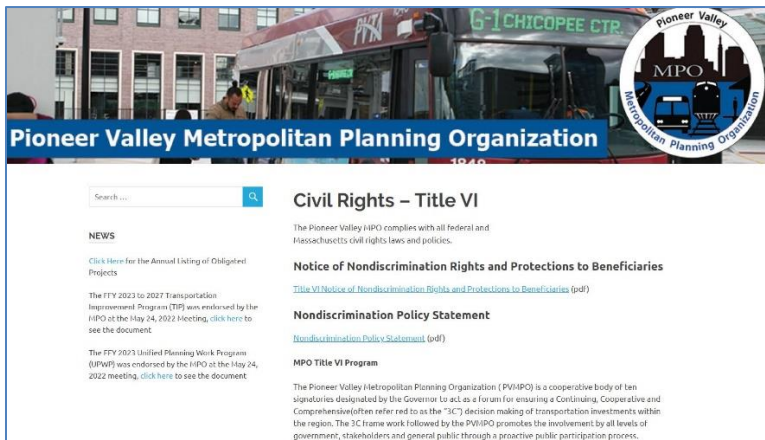 PVTA
G-1 CHICOPEE CTR.
Pioneer Valley
MPO
Metropolitan Planning Organization
Pioneer Valley Metropolitan Planning Organization
1848
Search …
NEWS
Click Here for the Annual Listing of Obligated
Projects
The FFY 2023 to 2027 Transportation
Improvement Program (TIP) was endorsed by the
MPO at the May 24, 2022 Meeting, click here to
see the document
The FFY 2023 Unified Planning Work Program
(UPWP) was endorsed by the MPO at the May 24,
2022 meeting, click here to see the document
Civil Rights – Title VI
The Pioneer Valley MPO complies with all federal and
Massachusetts civil rights laws and policies.
Notice of Nondiscrimination Rights and Protections to Beneficiaries
Title VI Notice of Nondiscrimination Rights and Protections to Beneficiaries (pdf)
Nondiscrimination Policy Statement
Nondiscrimination Policy Statement (pdf)
MPO Title VI Program
The Pioneer Valley Metropolitan Planning Organization ( PVMPO) is a cooperative body of ten
signatories designated by the Governor to act as a forum for ensuring a Continuing, Cooperative and
Comprehensive(often refer red to as the "3C") decision making of transportation investments within
the region. The 3C frame work followed by the PVMPO promotes the involvement by all levels of
government, stakeholders and general public through a proactive public participation process.